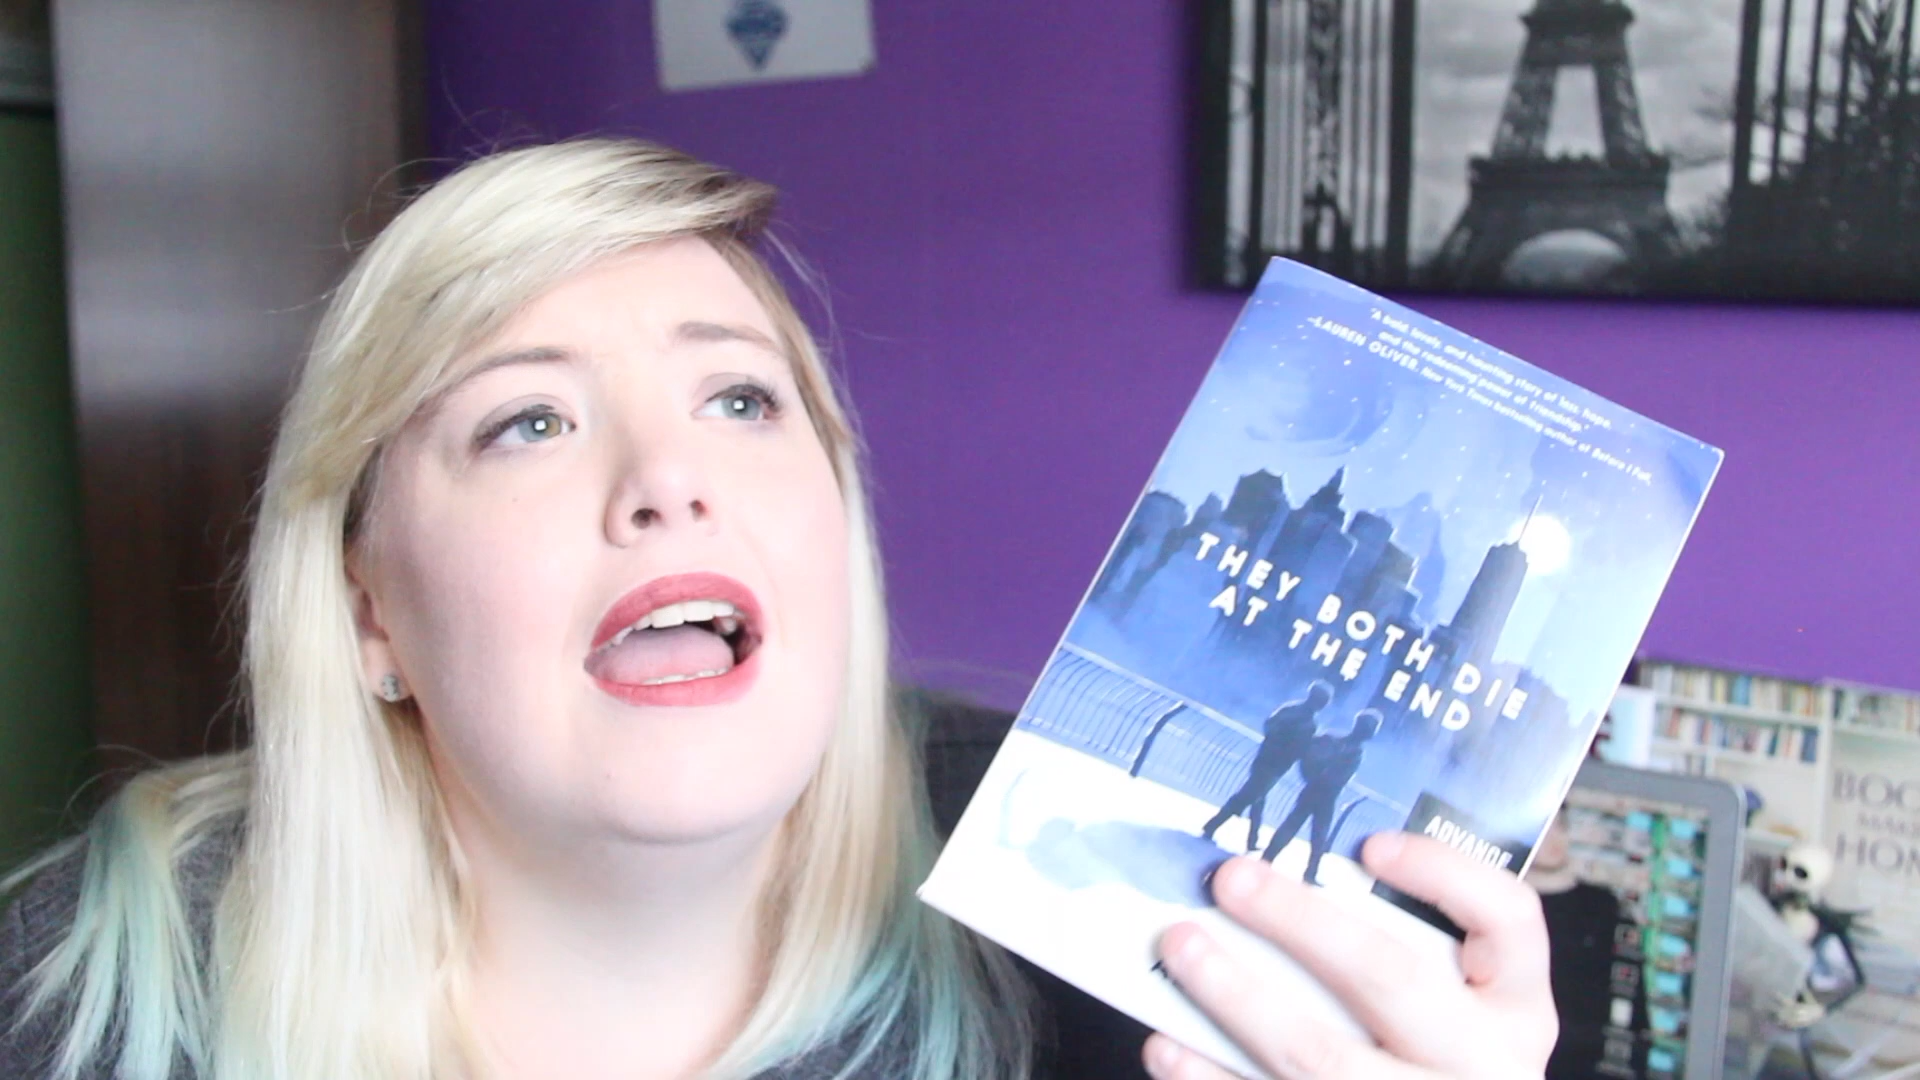 "A bold, lovely, and haunting story of loss, hope,
and the redeeming power of friendship."
—LAUREN OLIVER, New York Times bestselling author of Before I Fall
THEY BOTH DIE
AT THE END
ADVANCE
HOM